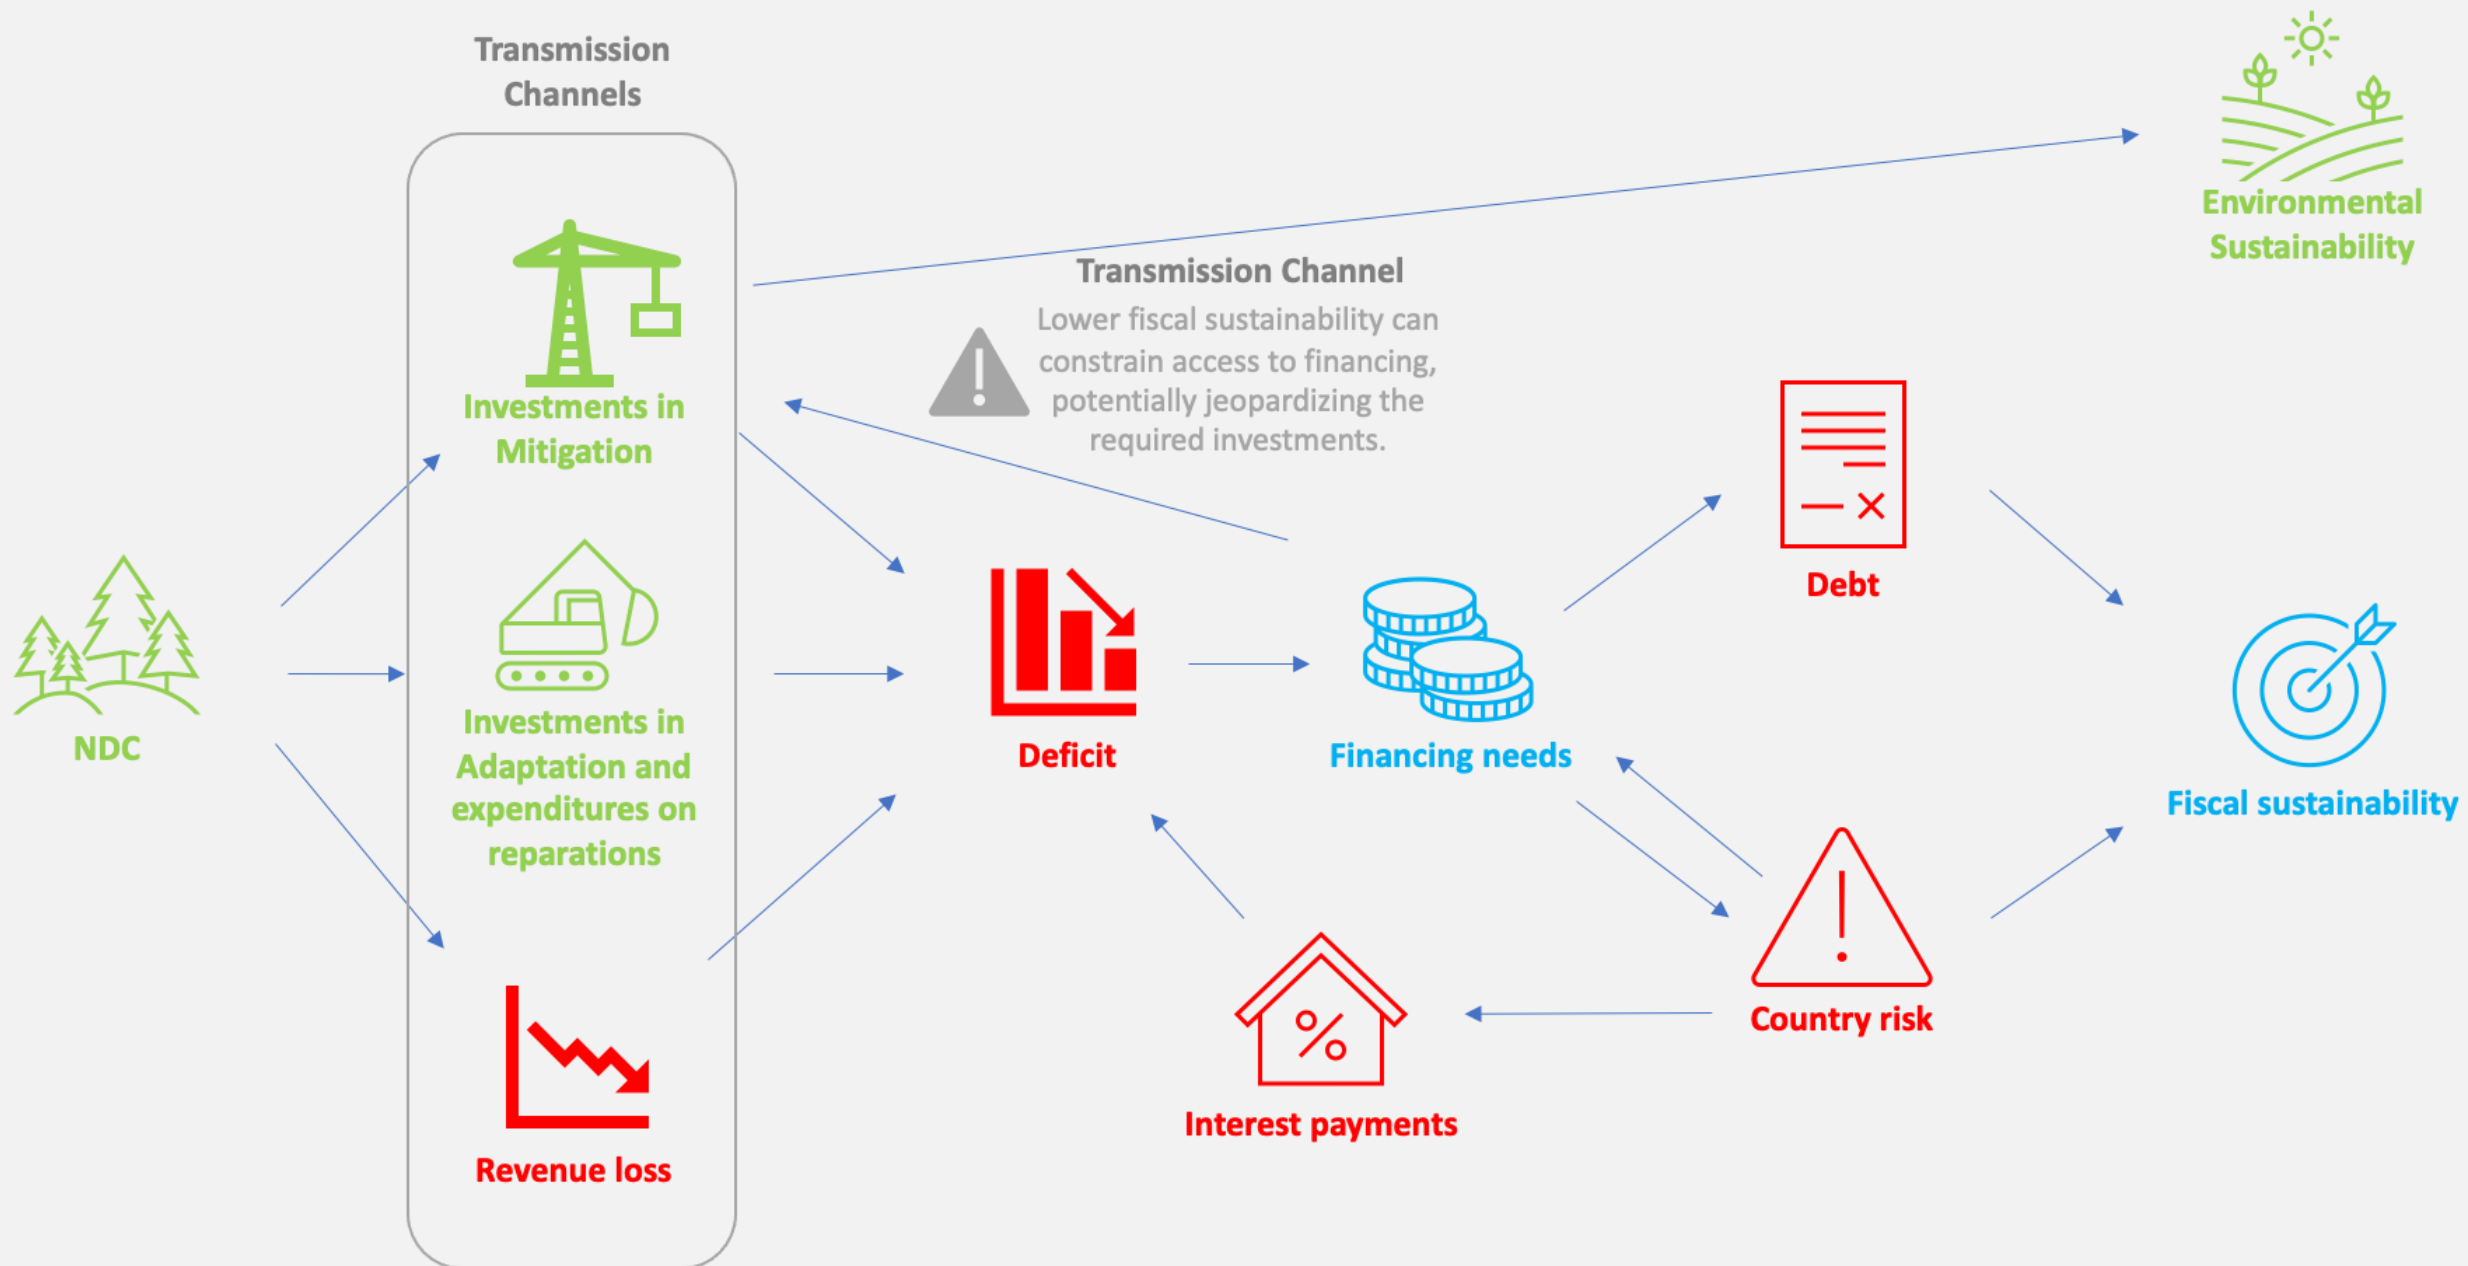 Transmission
Channels
Environmental
Sustainability
Transmission Channel
Lower fiscal sustainability can
constrain access to financing,
potentially jeopardizing the
required investments.
Investments in
Mitigation
Debt
NDC
Investments in
Adaptation and
expenditures on
reparations
Deficit
Financing needs
Fiscal sustainability
Country risk
%
Interest payments
Revenue loss